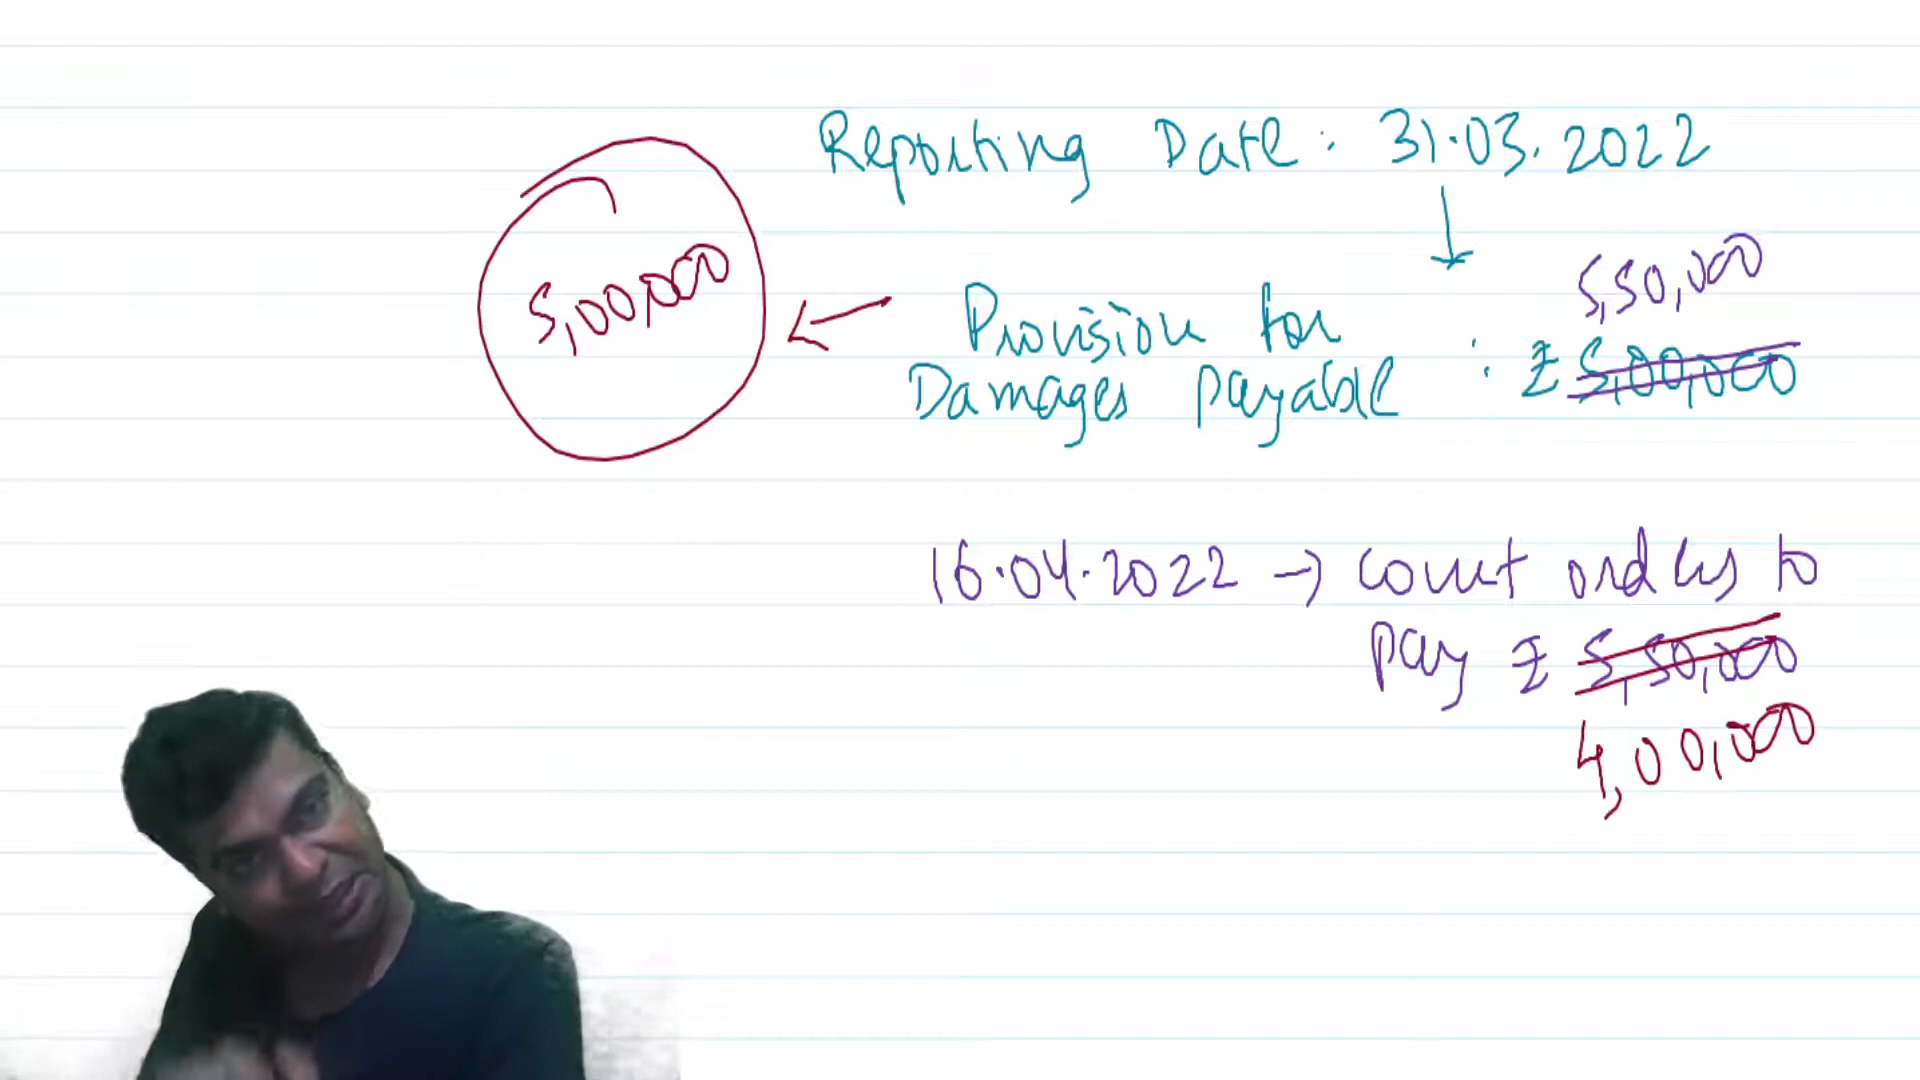 Reporting Date : 31.03.2022
5,50,000
5,00,000 ← Provision for
Damages payable : ₹ 5,00,000
16.04.2022 → Court orders to
pay ₹ 5,50,000
4,00,000